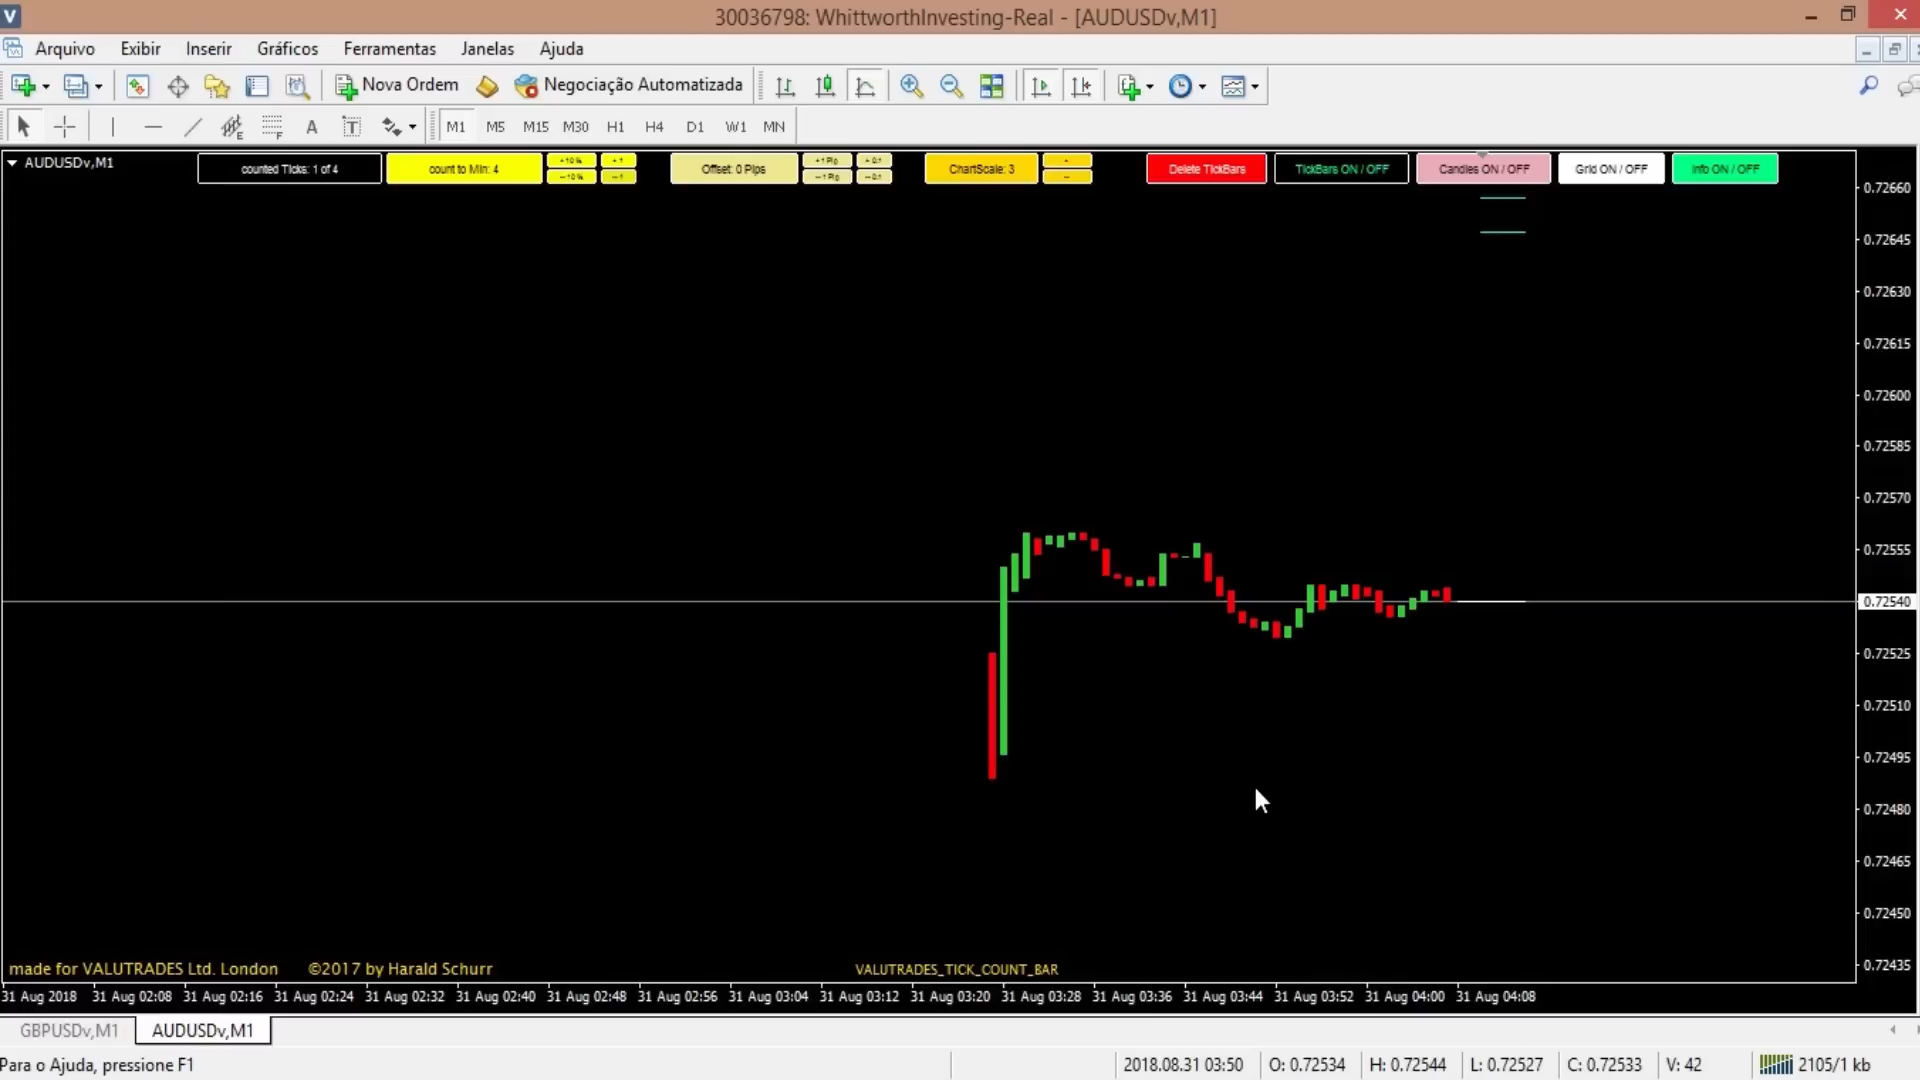 30036798: WhittworthInvesting-Real - [AUDUSDv,M1]
Arquivo Exibir Inserir Gráficos Ferramentas Janelas Ajuda
Nova Ordem Negociação Automatizada
A T M1 M5 M15 M30 H1 H4 D1 W1 MN
AUDUSDv,M1 counted Ticks: 1 of 4 count to Min: 4 +10% +1 Offset: 0 Pips +1 Pip +0.1 ChartScale: 3 + Delete TickBars TickBars ON / OFF Candles ON / OFF Grid ON / OFF Info ON / OFF
-10% -1 -1 Pip -0.1 -
0.72660
0.72645
0.72630
0.72615
0.72600
0.72585
0.72570
0.72555
0.72540
0.72525
0.72510
0.72495
0.72480
0.72465
0.72450
0.72435
made for VALUTRADES Ltd. London ©2017 by Harald Schurr VALUTRADES_TICK_COUNT_BAR
31 Aug 2018 31 Aug 02:08 31 Aug 02:16 31 Aug 02:24 31 Aug 02:32 31 Aug 02:40 31 Aug 02:48 31 Aug 02:56 31 Aug 03:04 31 Aug 03:12 31 Aug 03:20 31 Aug 03:28 31 Aug 03:36 31 Aug 03:44 31 Aug 03:52 31 Aug 04:00 31 Aug 04:08
GBPUSDv,M1 AUDUSDv,M1
Para o Ajuda, pressione F1 2018.08.31 03:50 O: 0.72534 H: 0.72544 L: 0.72527 C: 0.72533 V: 42 2105/1 kb